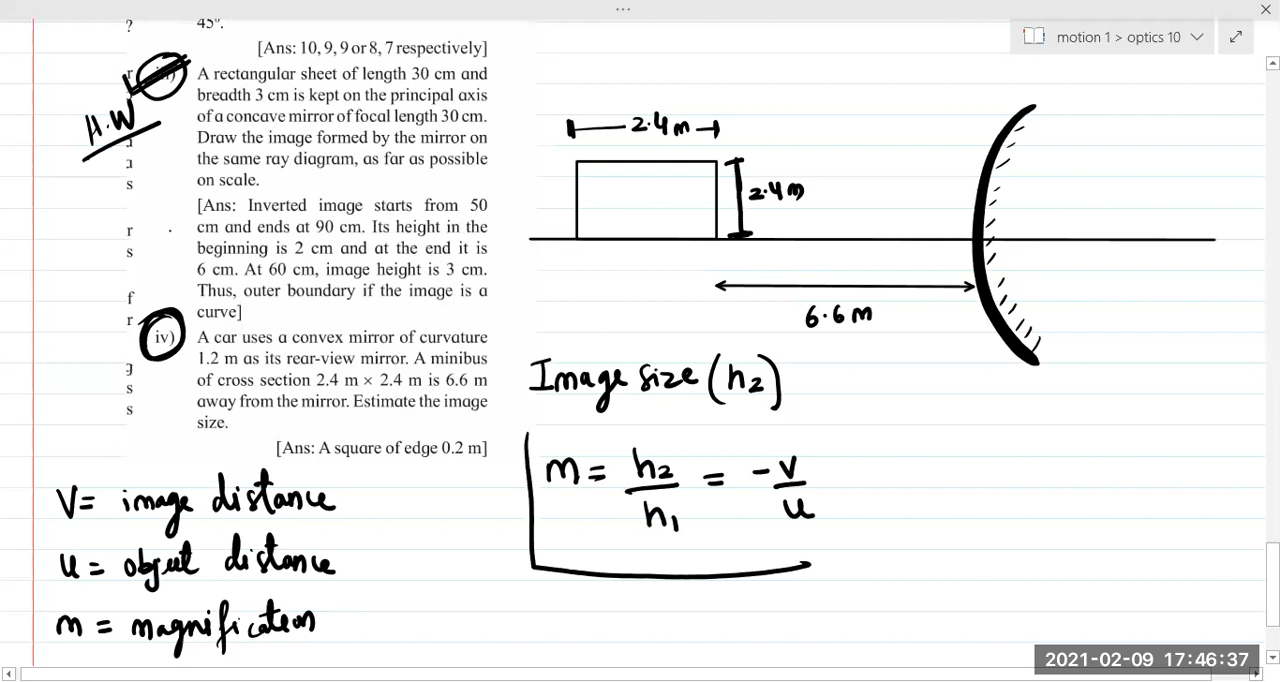 motion 1 > optics 10
?
45°.
[Ans: 10, 9, 9 or 8, 7 respectively]
H.W
A rectangular sheet of length 30 cm and
breadth 3 cm is kept on the principal axis
of a concave mirror of focal length 30 cm.
Draw the image formed by the mirror on
the same ray diagram, as far as possible
on scale.
[Ans: Inverted image starts from 50
cm and ends at 90 cm. Its height in the
beginning is 2 cm and at the end it is
6 cm. At 60 cm, image height is 3 cm.
Thus, outer boundary if the image is a
curve]
iv) A car uses a convex mirror of curvature
1.2 m as its rear-view mirror. A minibus
of cross section 2.4 m × 2.4 m is 6.6 m
away from the mirror. Estimate the image
size.
[Ans: A square of edge 0.2 m]
r
s
r
s
f
r
g
s
s
V = image distance
u = object distance
m = magnification
2.4 m
2.4 m
6.6 m
Image size (h2)
m = h2/h1 = -v/u
2021-02-09 17:46:37